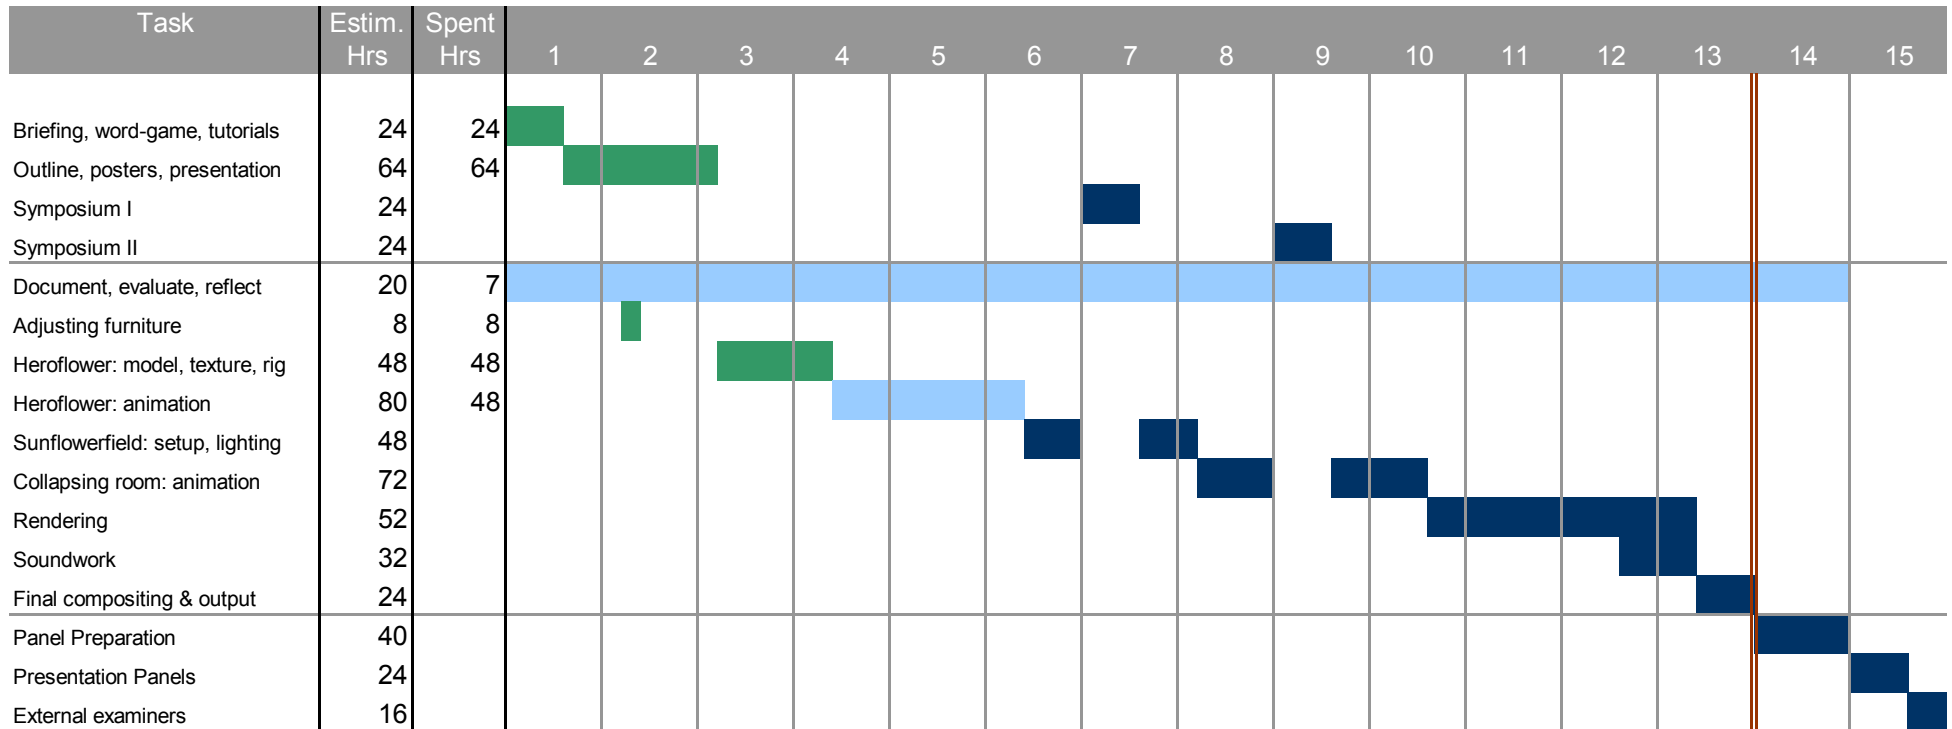 Task Estim. Spent
Hrs Hrs 1 2 3 4 5 6 7 8 9 10 11 12 13 14 15
Briefing, word-game, tutorials 24 24
Outline, posters, presentation 64 64
Symposium I 24
Symposium II 24
Document, evaluate, reflect 20 7
Adjusting furniture 8 8
Heroflower: model, texture, rig 48 48
Heroflower: animation 80 48
Sunflowerfield: setup, lighting 48
Collapsing room: animation 72
Rendering 52
Soundwork 32
Final compositing & output 24
Panel Preparation 40
Presentation Panels 24
External examiners 16